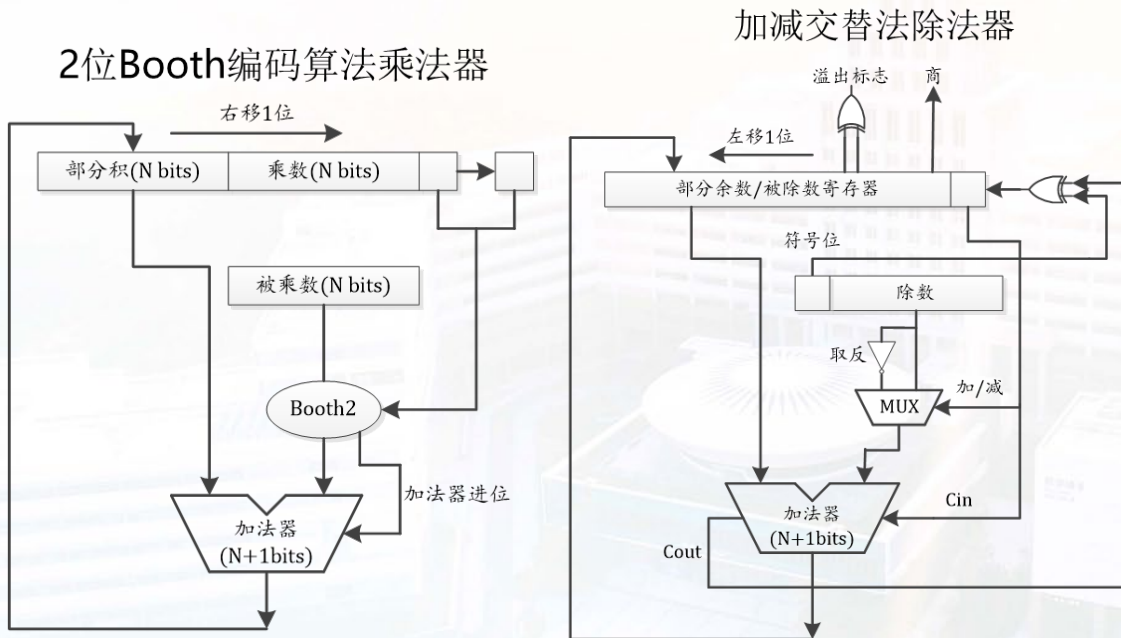 2位Booth编码算法乘法器
右移1位
部分积(N bits)
乘数(N bits)
被乘数(N bits)
Booth2
加法器进位
加法器
(N+1bits)
加减交替法除法器
溢出标志
商
左移1位
部分余数/被除数寄存器
符号位
除数
取反
MUX
加/减
加法器
(N+1bits)
Cin
Cout